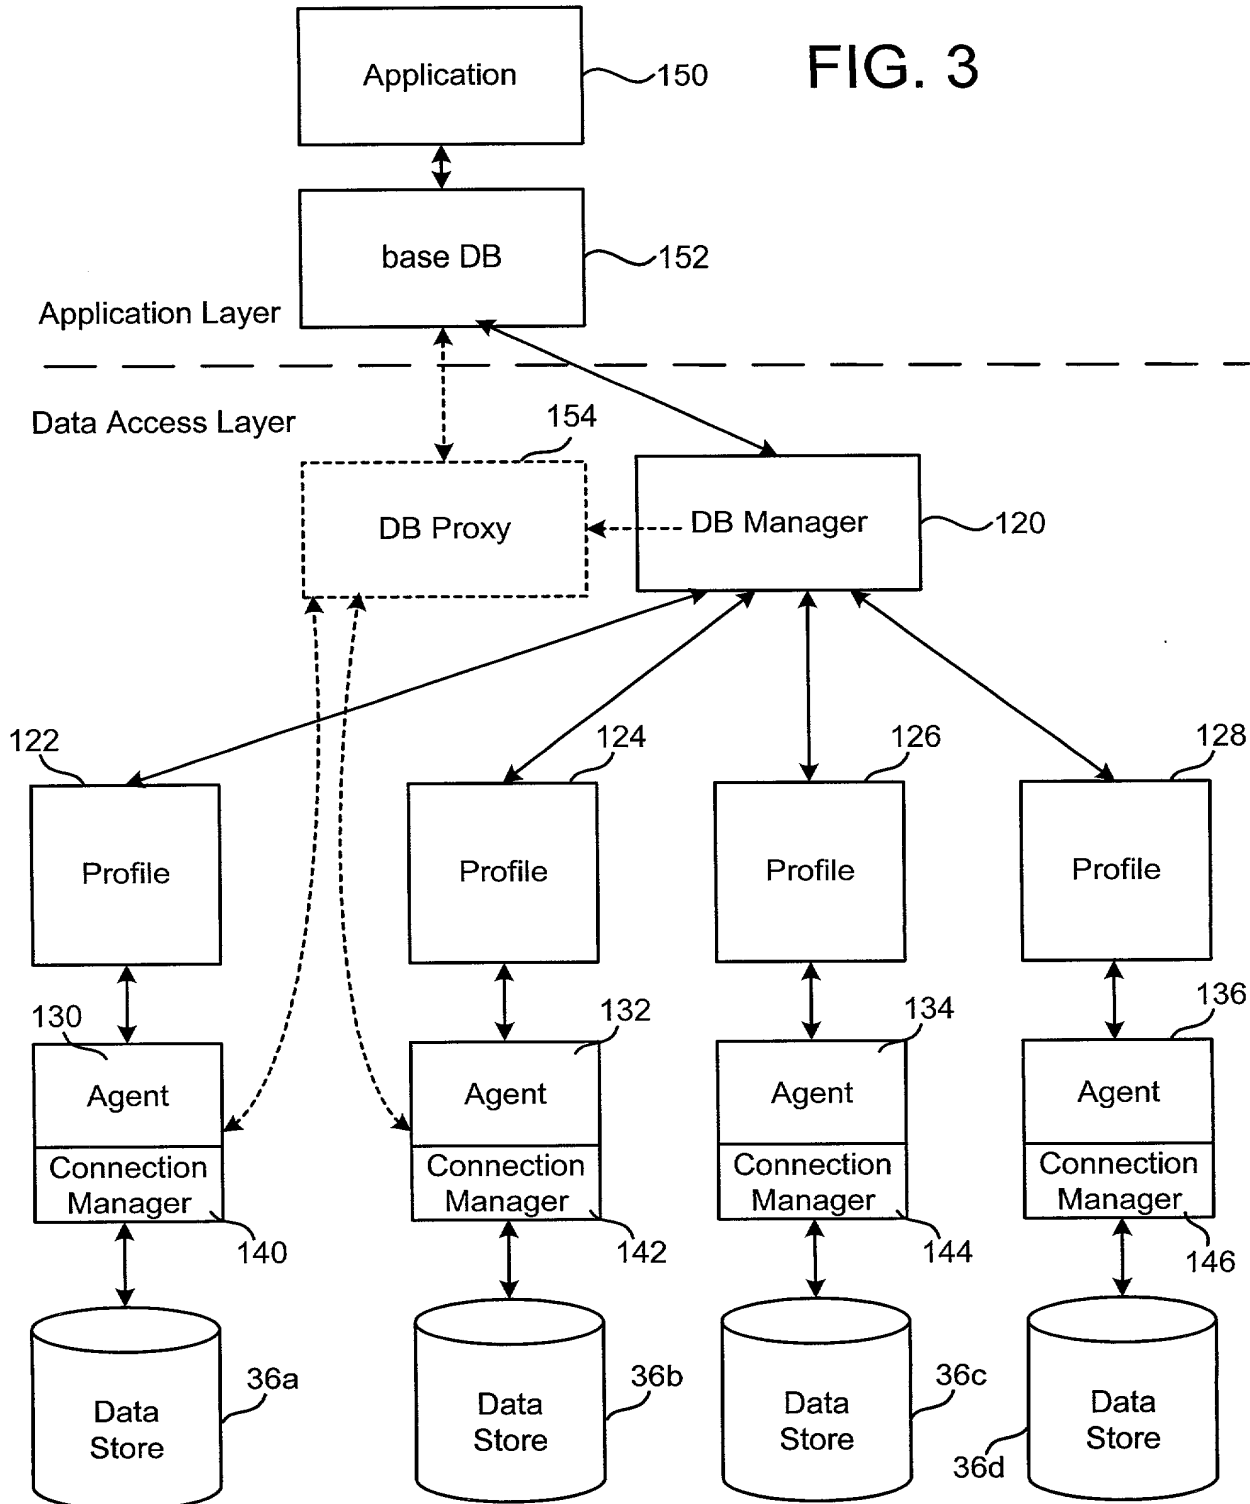 FIG. 3
Application
150
base DB
152
Application Layer
Data Access Layer
154
DB Proxy
DB Manager
120
122
124
126
128
Profile
Profile
Profile
Profile
130
132
134
136
Agent
Agent
Agent
Agent
Connection
Manager
Connection
Manager
Connection
Manager
Connection
Manager
140
142
144
146
36a
36b
36c
36d
Data
Store
Data
Store
Data
Store
Data
Store